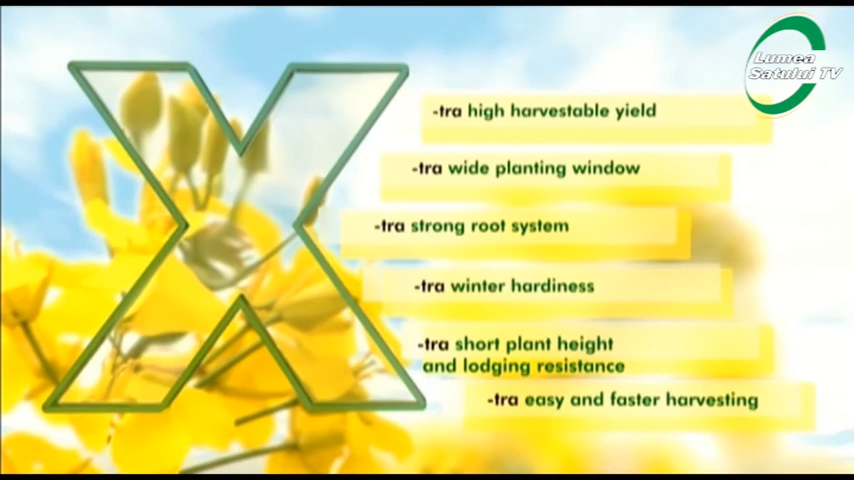 Lumea
Satului TV
X
-tra high harvestable yield
-tra wide planting window
-tra strong root system
-tra winter hardiness
-tra short plant height
and lodging resistance
-tra easy and faster harvesting